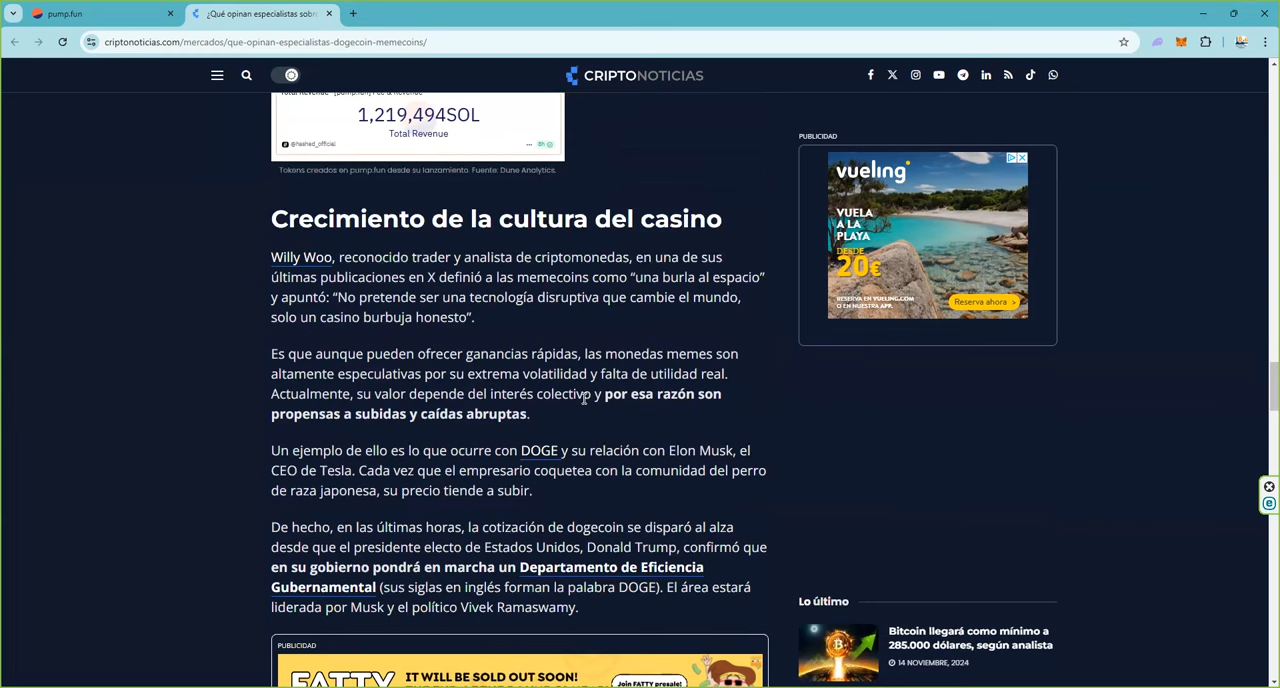 pump.fun
¿Qué opinan especialistas sobre
criptonoticias.com/mercados/que-opinan-especialistas-dogecoin-memecoins/
CRIPTONOTICIAS
1,219,494SOL
Total Revenue
@hashed_official
Tokens creados en pump.fun desde su lanzamiento. Fuente: Dune Analytics.
Crecimiento de la cultura del casino
Willy Woo, reconocido trader y analista de criptomonedas, en una de sus
últimas publicaciones en X definió a las memecoins como “una burla al espacio”
y apuntó: “No pretende ser una tecnología disruptiva que cambie el mundo,
solo un casino burbuja honesto”.
Es que aunque pueden ofrecer ganancias rápidas, las monedas memes son
altamente especulativas por su extrema volatilidad y falta de utilidad real.
Actualmente, su valor depende del interés colectivo y por esa razón son
propensas a subidas y caídas abruptas.
Un ejemplo de ello es lo que ocurre con DOGE y su relación con Elon Musk, el
CEO de Tesla. Cada vez que el empresario coquetea con la comunidad del perro
de raza japonesa, su precio tiende a subir.
De hecho, en las últimas horas, la cotización de dogecoin se disparó al alza
desde que el presidente electo de Estados Unidos, Donald Trump, confirmó que
en su gobierno pondrá en marcha un Departamento de Eficiencia
Gubernamental (sus siglas en inglés forman la palabra DOGE). El área estará
liderada por Musk y el político Vivek Ramaswamy.
PUBLICIDAD
FATTY
IT WILL BE SOLD OUT SOON!
Join FATTY presale!
PUBLICIDAD
vueling
VUELA
A LA
PLAYA
DESDE
20€
RESERVA EN VUELING.COM
O EN NUESTRA APP.
Reserva ahora >
Lo último
Bitcoin llegará como mínimo a
285.000 dólares, según analista
14 NOVIEMBRE, 2024